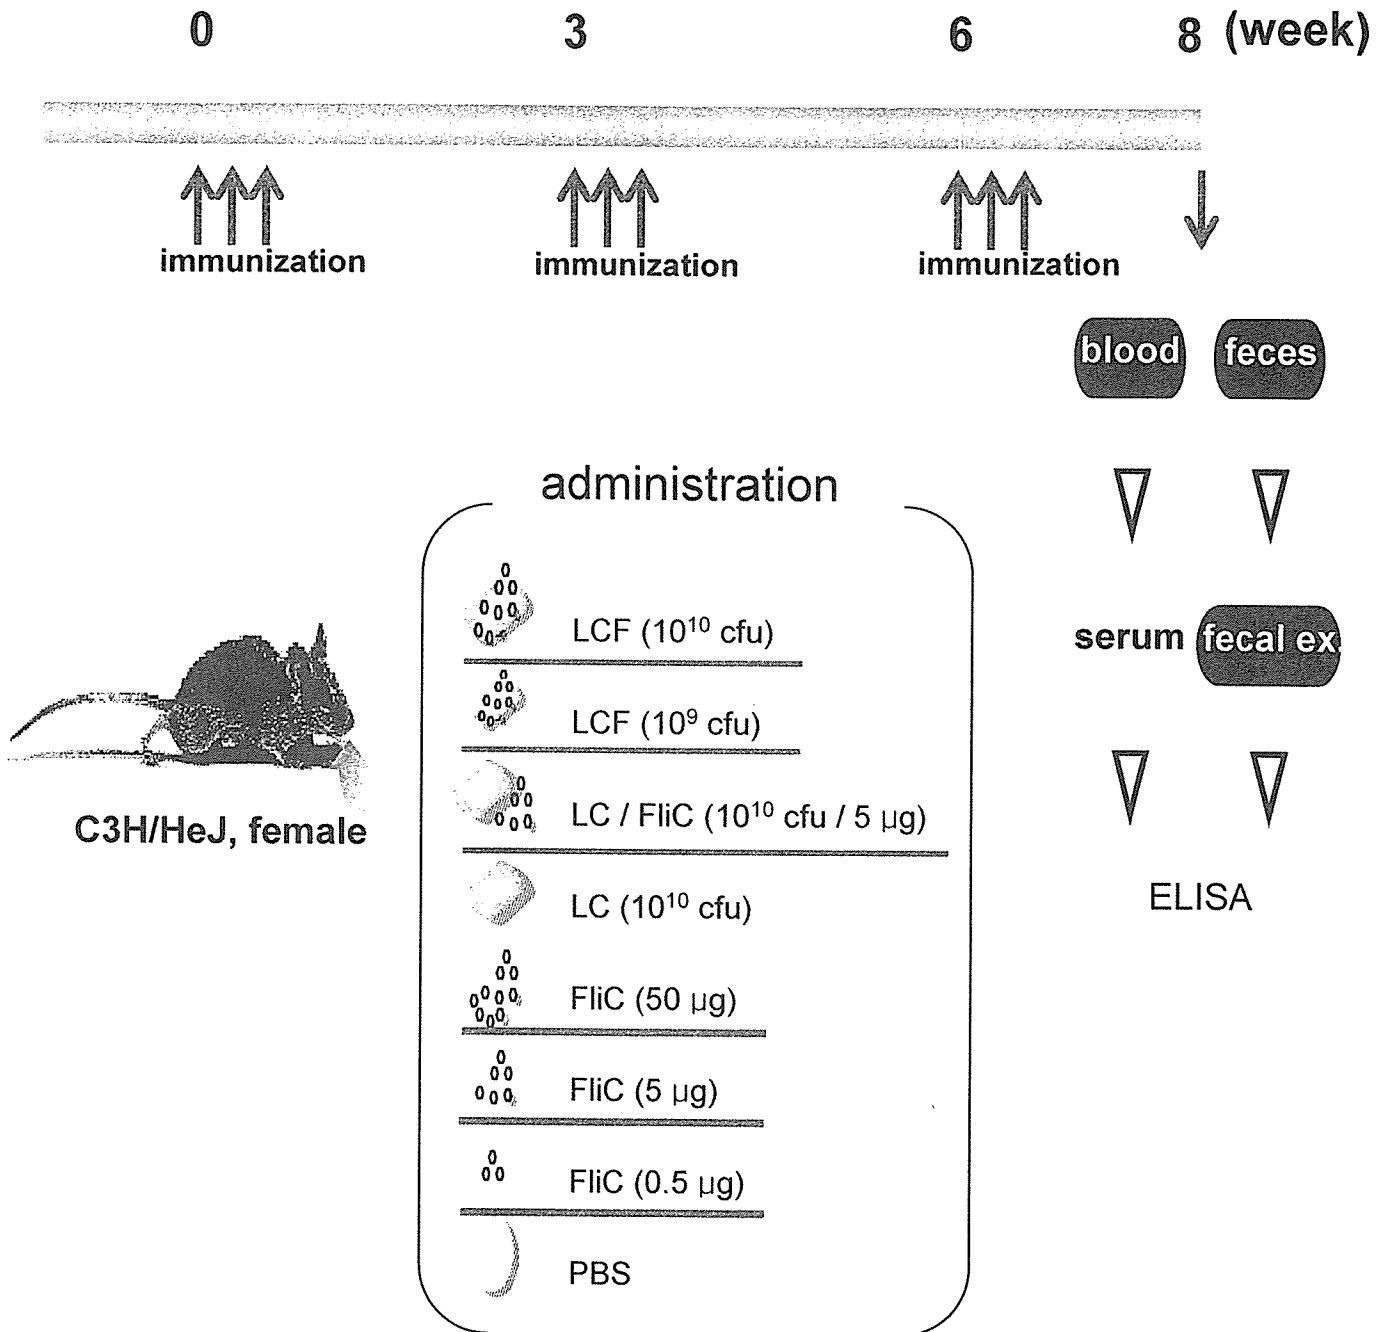 0 3 6 8 (week)
immunization immunization immunization
blood feces
administration
LCF (10¹⁰ cfu)
serum fecal ex.
LCF (10⁹ cfu)
LC / FliC (10¹⁰ cfu / 5 µg)
C3H/HeJ, female
LC (10¹⁰ cfu)
ELISA
FliC (50 µg)
FliC (5 µg)
FliC (0.5 µg)
PBS